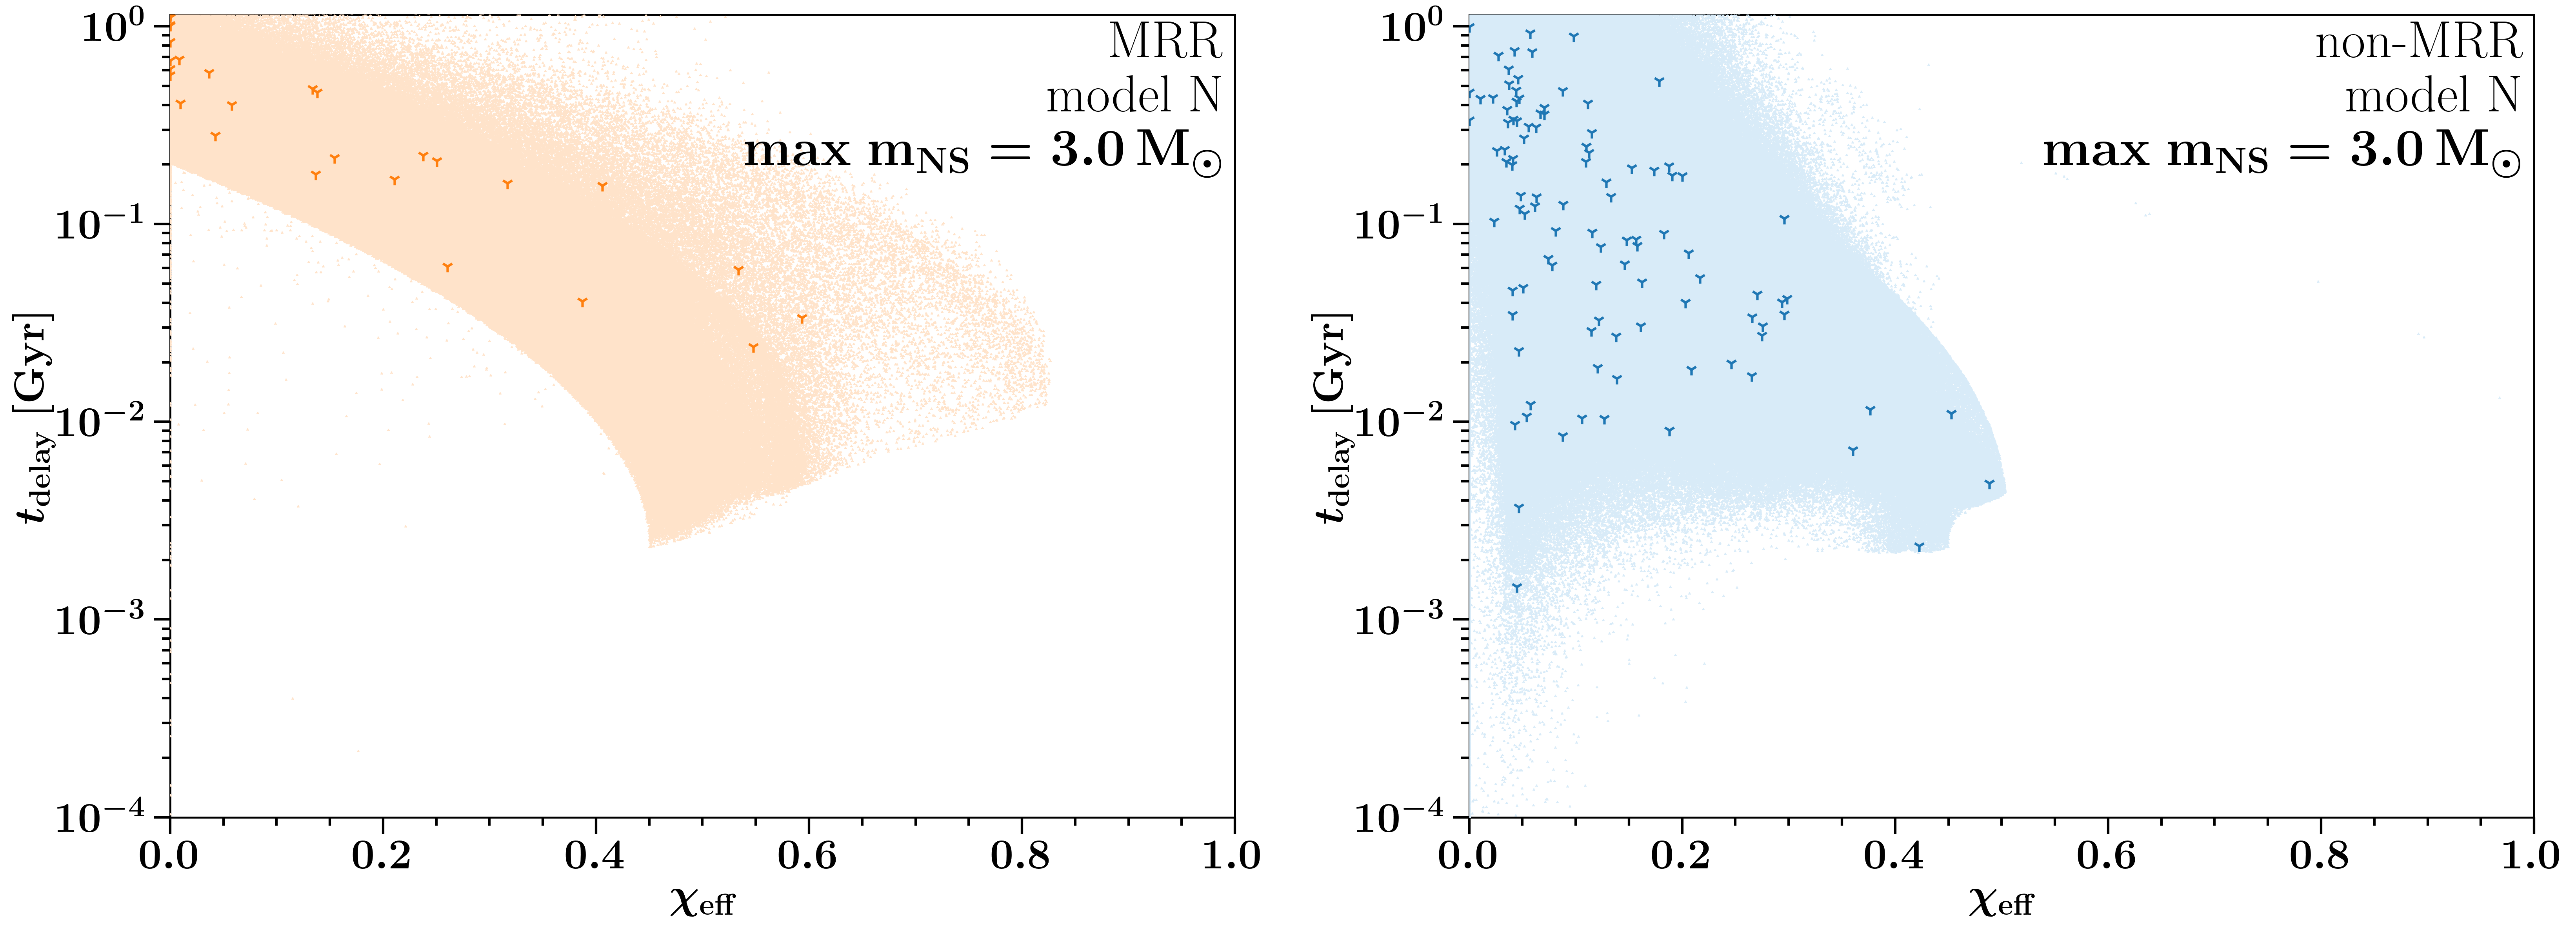 MRR
model N
max m_NS = 3.0 M_⊙
10^0
10^−1
10^−2
10^−3
10^−4
t_delay [Gyr]
0.0 0.2 0.4 0.6 0.8 1.0
χ_eff
non-MRR
model N
max m_NS = 3.0 M_⊙
10^0
10^−1
10^−2
10^−3
10^−4
t_delay [Gyr]
0.0 0.2 0.4 0.6 0.8 1.0
χ_eff